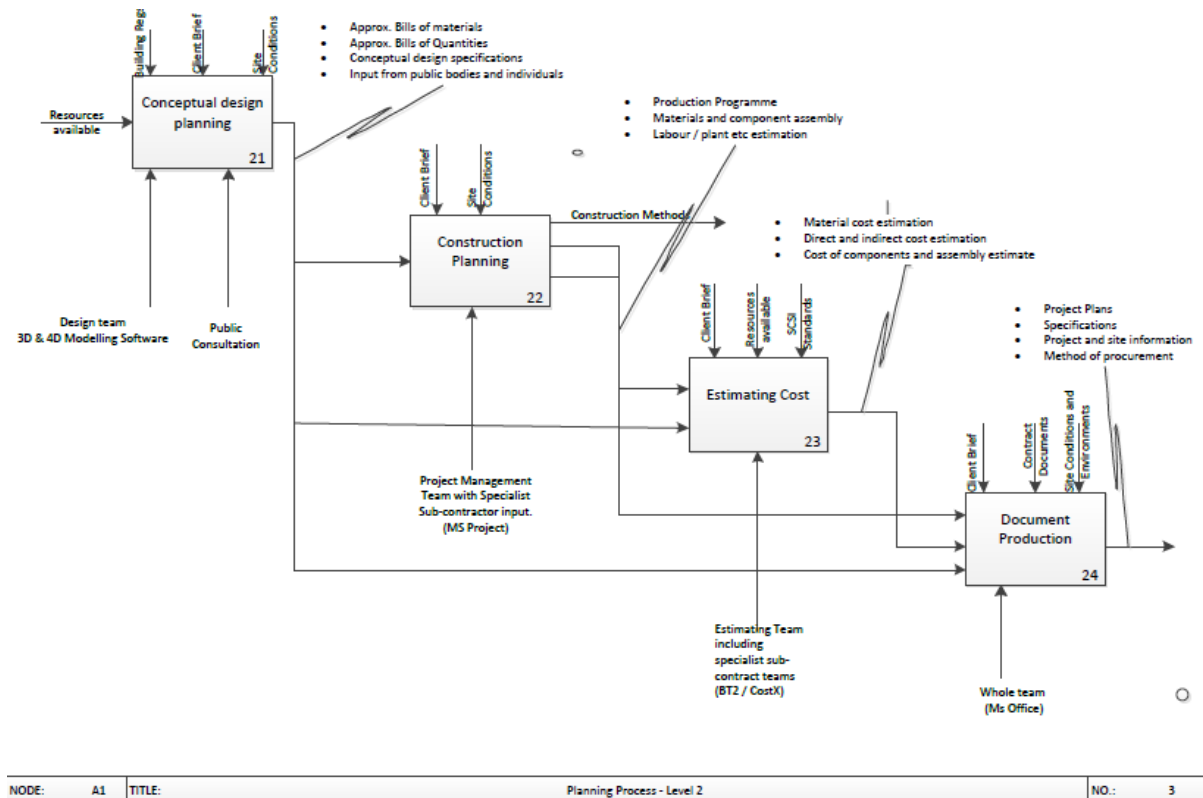 Building Regs
Client Brief
Site
Conditions
• Approx. Bills of materials
• Approx. Bills of Quantities
• Conceptual design specifications
• Input from public bodies and individuals
Resources
available
Conceptual design
planning
21
Design team
3D & 4D Modelling Software
Public
Consultation
• Production Programme
• Materials and component assembly
• Labour / plant etc estimation
Client Brief
Site
Conditions
Construction Methods
Construction
Planning
22
Project Management
Team with Specialist
Sub-contractor input.
(MS Project)
• Material cost estimation
• Direct and indirect cost estimation
• Cost of components and assembly estimate
Client Brief
Resources
available
SCSI
Standards
Estimating Cost
23
Estimating Team
including
specialist sub-
contract teams
(BT2 / CostX)
• Project Plans
• Specifications
• Project and site information
• Method of procurement
Client Brief
Contract
Documents
Site Conditions and
Environments
Document
Production
24
Whole team
(Ms Office)
NODE: A1 TITLE: Planning Process - Level 2 NO.: 3